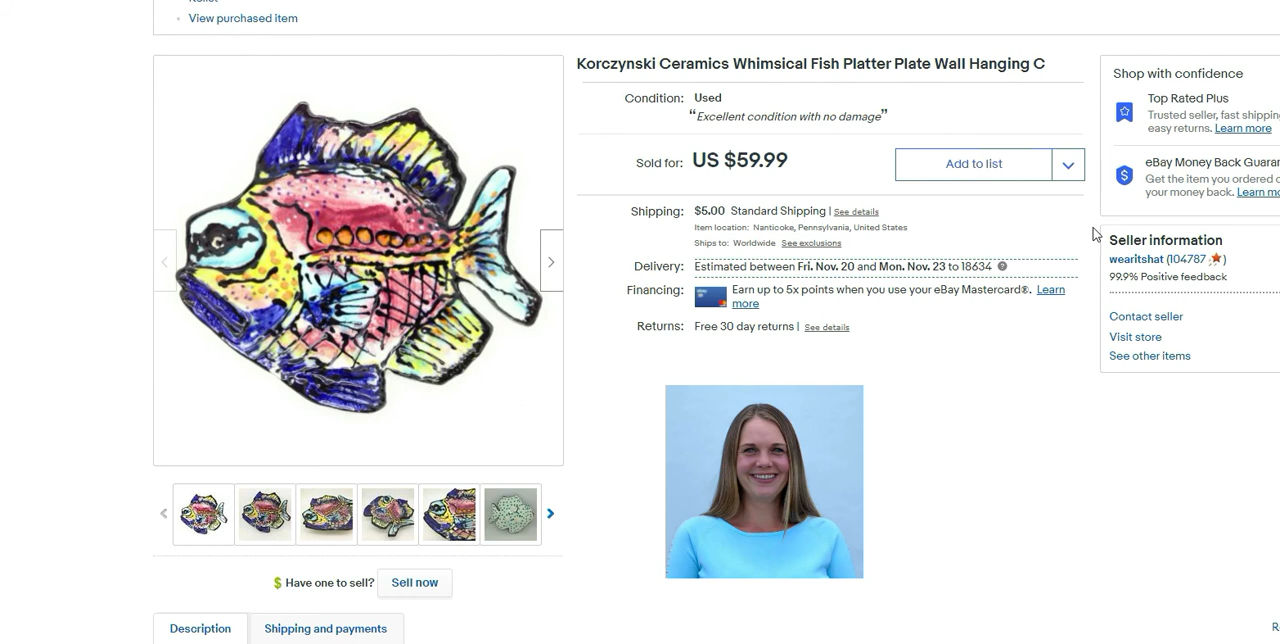 View purchased item
Korczynski Ceramics Whimsical Fish Platter Plate Wall Hanging C
Condition: Used
“Excellent condition with no damage”
Sold for: US $59.99
Add to list
Shipping: $5.00 Standard Shipping | See details
Item location: Nanticoke, Pennsylvania, United States
Ships to: Worldwide See exclusions
Delivery: Estimated between Fri. Nov. 20 and Mon. Nov. 23 to 18634
Financing: Earn up to 5x points when you use your eBay Mastercard®. Learn
more
Returns: Free 30 day returns | See details
Shop with confidence
Top Rated Plus
Trusted seller, fast shipping
easy returns. Learn more
eBay Money Back Guaran
Get the item you ordered o
your money back. Learn mo
Seller information
wearitshat (104787)
99.9% Positive feedback
Contact seller
Visit store
See other items
Have one to sell? Sell now
Description
Shipping and payments